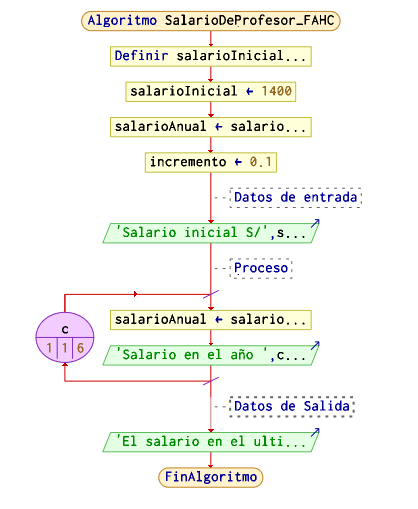 Algoritmo SalarioDeProfesor_FAHC
Definir salarioInicial...
salarioInicial ← 1400
salarioAnual ← salario...
incremento ← 0.1
Datos de entrada
'Salario inicial S/',s...
Proceso
c
1 1 6
salarioAnual ← salario...
'Salario en el año ',c...
Datos de Salida
'El salario en el ulti...
FinAlgoritmo